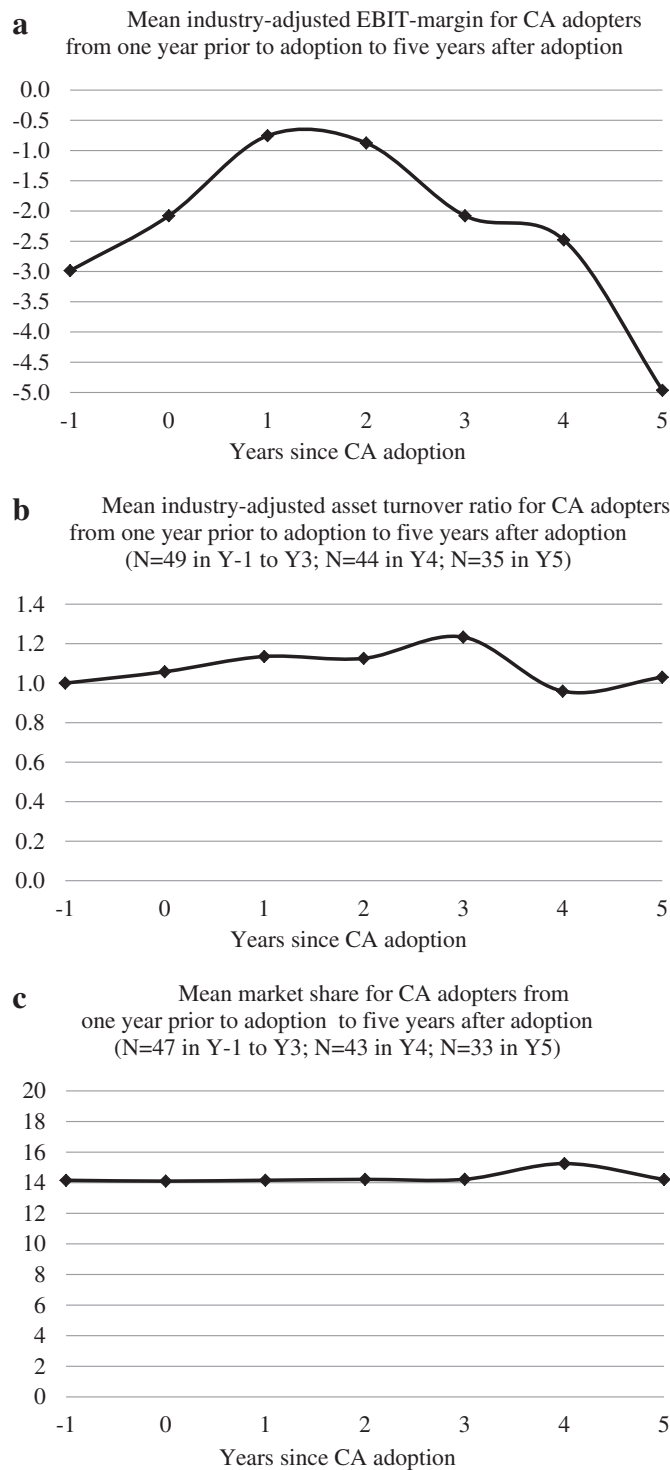 a Mean industry-adjusted EBIT-margin for CA adopters
from one year prior to adoption to five years after adoption
0.0
-0.5
-1.0
-1.5
-2.0
-2.5
-3.0
-3.5
-4.0
-4.5
-5.0
-1 0 1 2 3 4 5
Years since CA adoption
b Mean industry-adjusted asset turnover ratio for CA adopters
from one year prior to adoption to five years after adoption
(N=49 in Y-1 to Y3; N=44 in Y4; N=35 in Y5)
1.4
1.2
1.0
0.8
0.6
0.4
0.2
0.0
-1 0 1 2 3 4 5
Years since CA adoption
c Mean market share for CA adopters from
one year prior to adoption to five years after adoption
(N=47 in Y-1 to Y3; N=43 in Y4; N=33 in Y5)
20
18
16
14
12
10
8
6
4
2
0
-1 0 1 2 3 4 5
Years since CA adoption